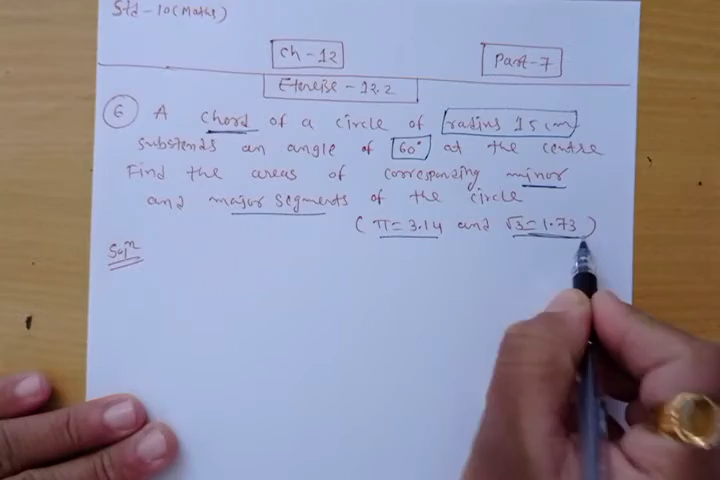 Std-10(Maths)
Ch-12
Part-7
Exercise-12.2
6 A chord of a circle of radius 15 cm
substends an angle of 60° at the centre
Find the areas of corresponding minor
and major segments of the circle
(π=3.14 and √3=1.73)
Solⁿ